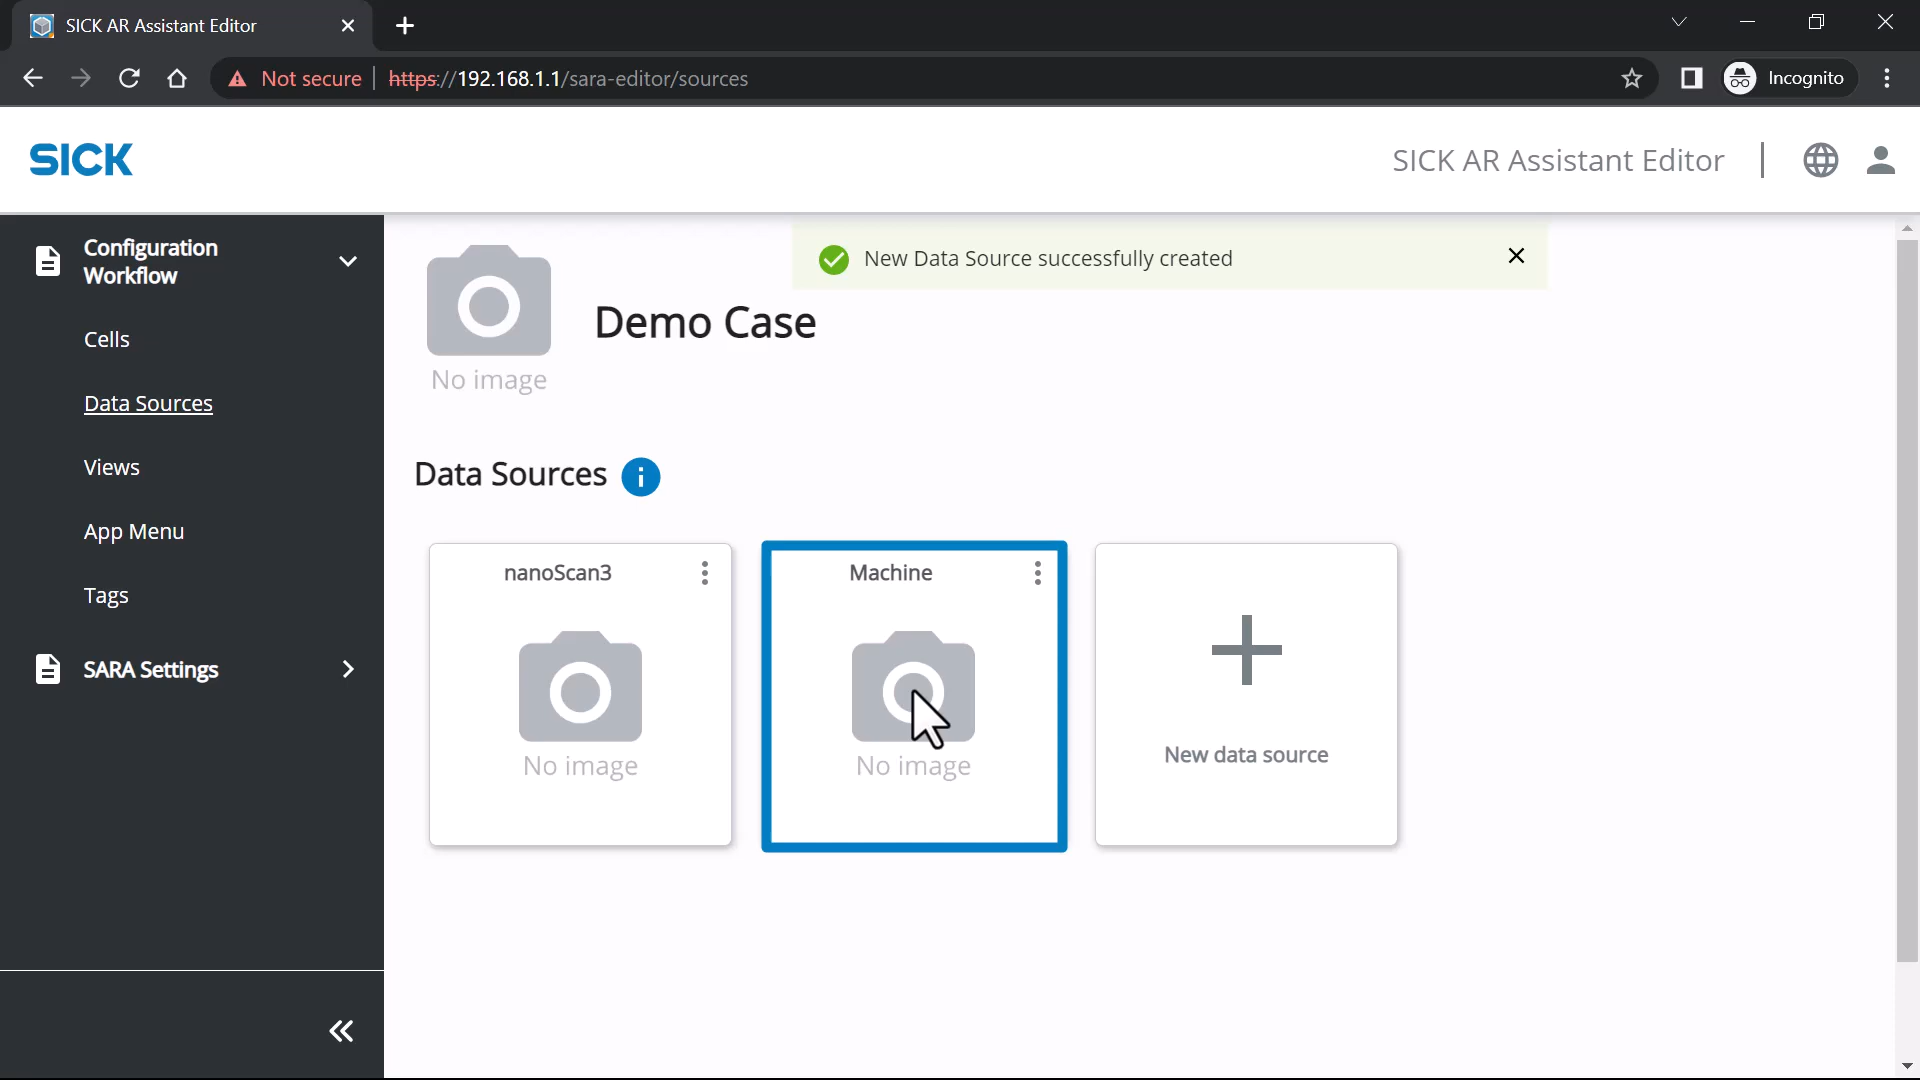 SICK AR Assistant Editor
Not secure
https://192.168.1.1/sara-editor/sources
Incognito
SICK
SICK AR Assistant Editor
Configuration
Workflow
Cells
Data Sources
Views
App Menu
Tags
SARA Settings
New Data Source successfully created
No image
Demo Case
Data Sources
nanoScan3
No image
Machine
No image
New data source